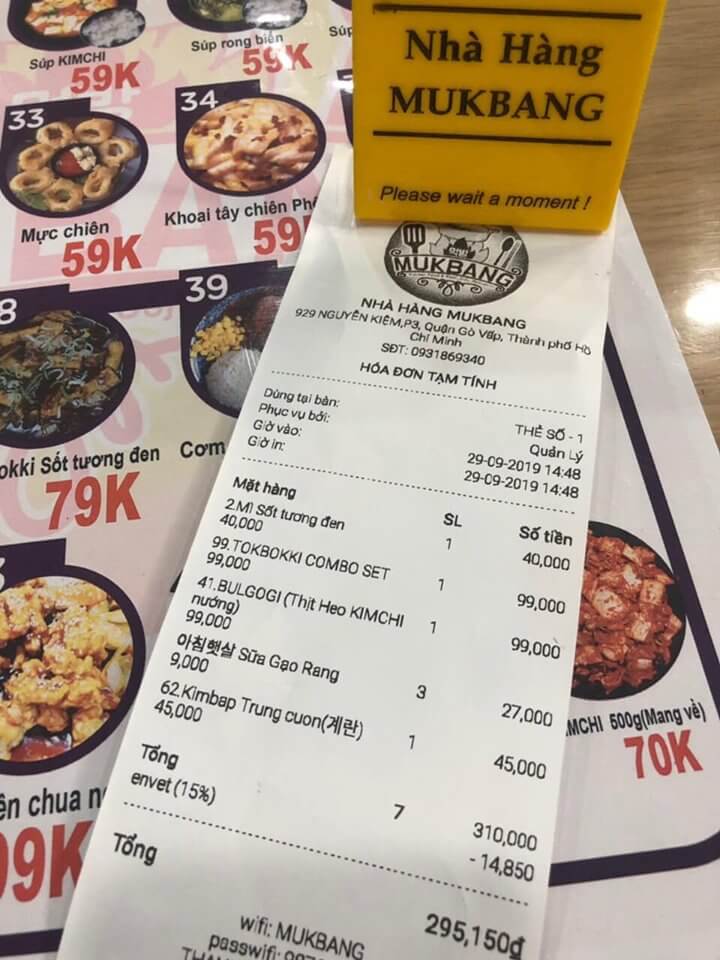 Súp KIMCHI
59K
Súp rong biển
59K
Súp
33
Mực chiên
59K
34
Khoai tây chiên
59
Nhà Hàng
MUKBANG
Please wait a moment !
39
Cơm
8
Sốt tương đen
79K
MUKBANG
NHÀ HÀNG MUKBANG
929 NGUYỄN KIỆM,P3, Quận Gò Vấp, Thành phố Hồ
Chí Minh
SĐT: 0931869340
HÓA ĐƠN TẠM TÍNH
Dùng tại bàn: THẺ SỐ - 1
Phục vụ bởi: Quản Lý
Giờ vào: 29-09-2019 14:48
Giờ in: 29-09-2019 14:48
Mặt hàng SL Số tiền
2.Mì Sốt tương đen
40,000 1 40,000
99.TOKBOKKI COMBO SET
99,000 1 99,000
41.BULGOGI (Thịt Heo KIMCHI
nướng)
99,000 1 99,000
아침햇살 Sữa Gạo Rang
9,000 3 27,000
62.Kimbap Trung cuon(계란)
45,000 1 45,000
Tổng 7 310,000
envet (15%) - 14,850
Tổng 295,150₫
wifi: MUKBANG
passwifi:
chua
99K
500g(Mang về)
70K